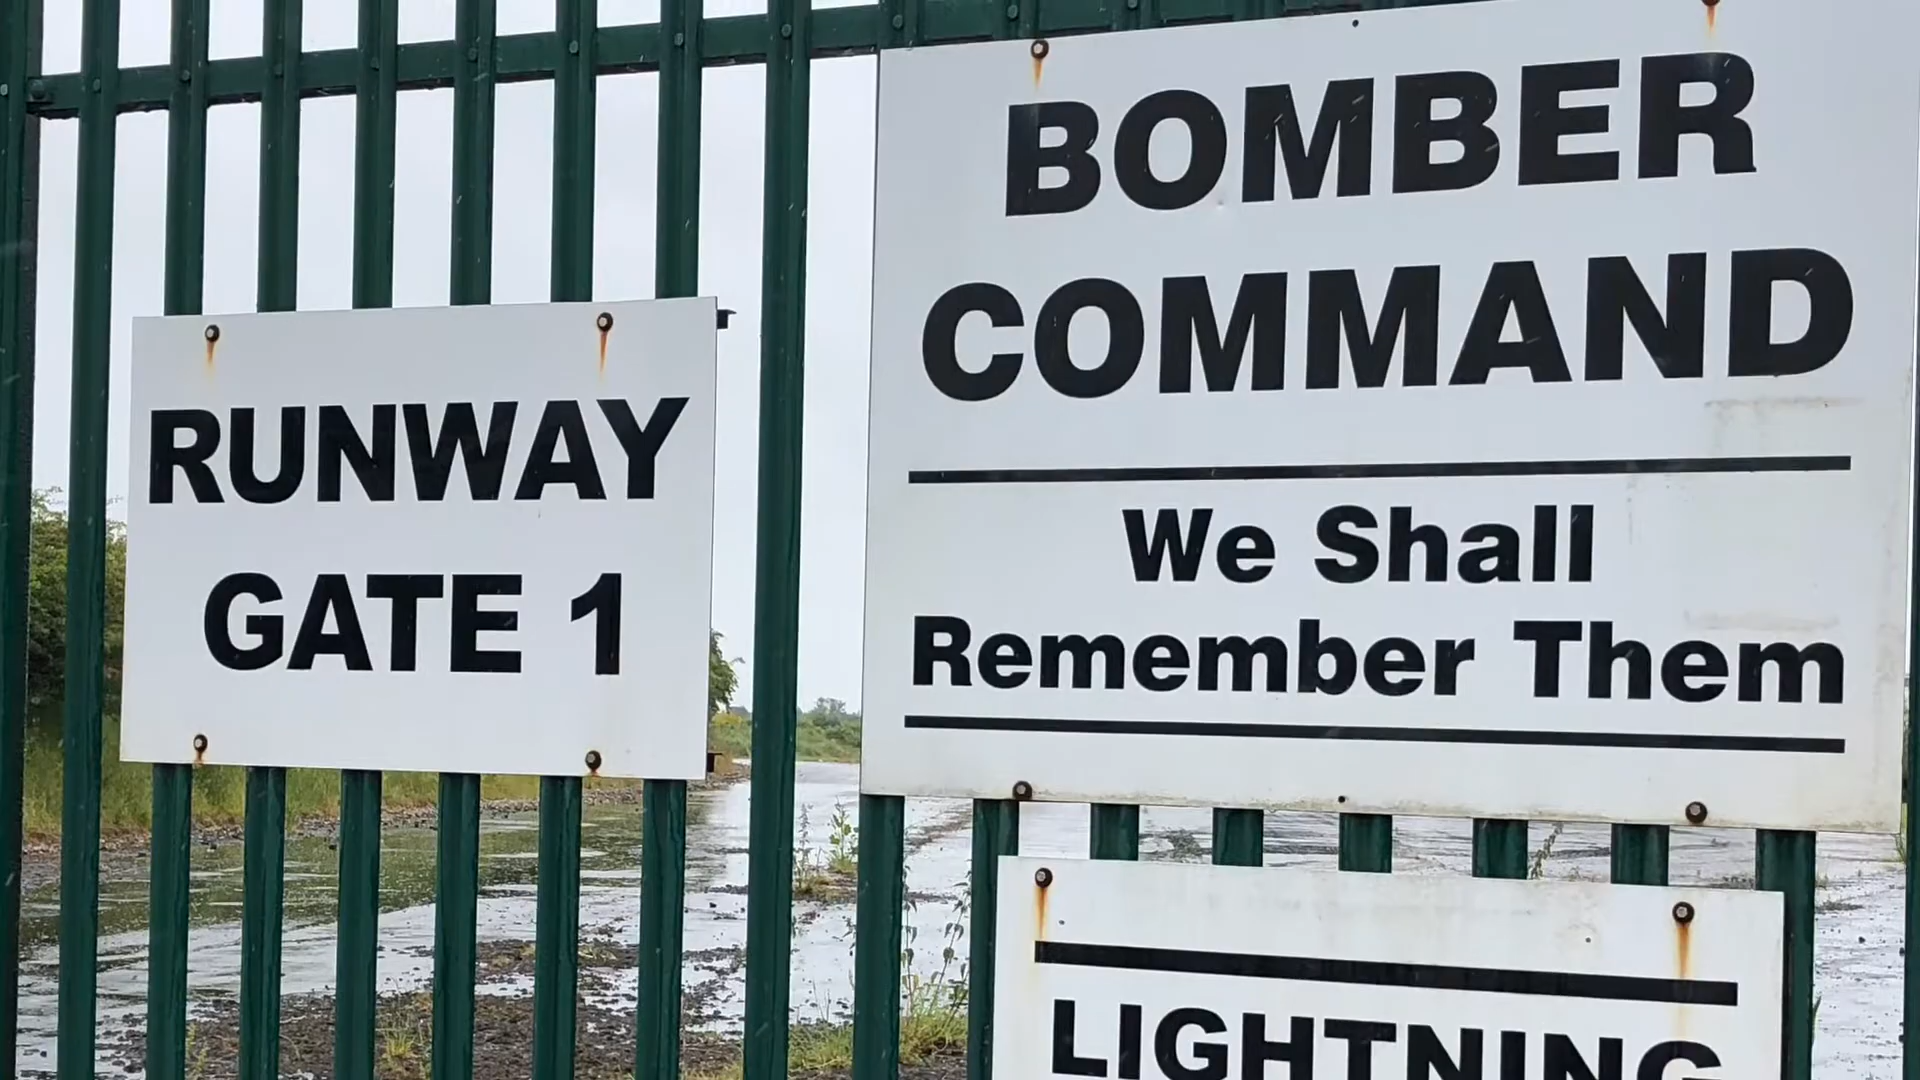 RUNWAY
GATE 1
BOMBER
COMMAND
We Shall
Remember Them
LIGHTNING